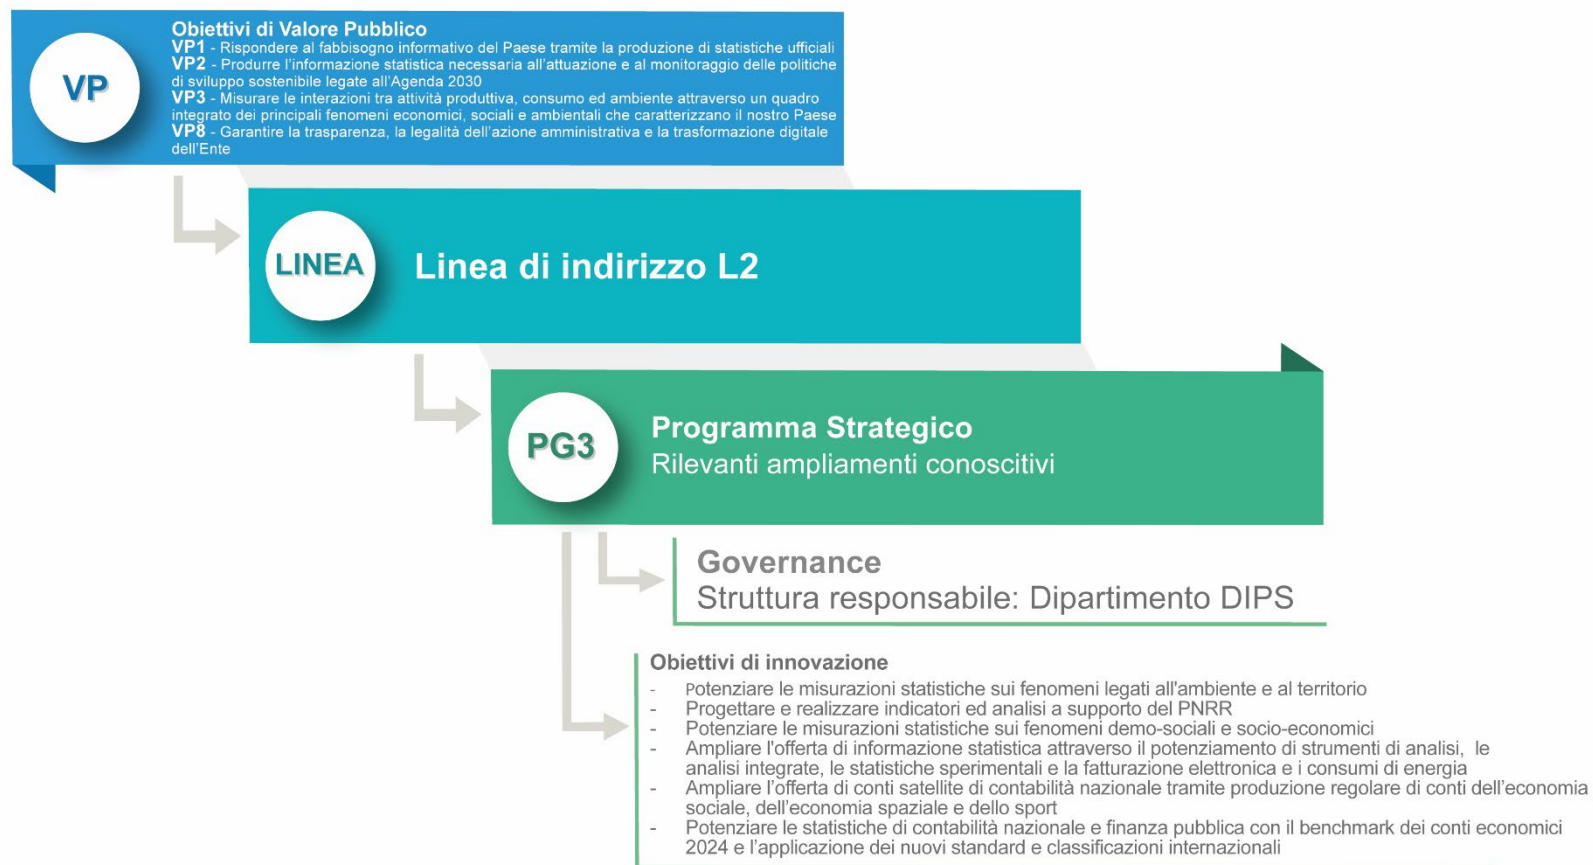 VP
Obiettivi di Valore Pubblico
VP1 - Rispondere al fabbisogno informativo del Paese tramite la produzione di statistiche ufficiali
VP2 - Produrre l'informazione statistica necessaria all'attuazione e al monitoraggio delle politiche
di sviluppo sostenibile legate all'Agenda 2030
VP3 - Misurare le interazioni tra attività produttiva, consumo ed ambiente attraverso un quadro
integrato dei principali fenomeni economici, sociali e ambientali che caratterizzano il nostro Paese
VP8 - Garantire la trasparenza, la legalità dell'azione amministrativa e la trasformazione digitale
dell'Ente
LINEA
Linea di indirizzo L2
PG3
Programma Strategico
Rilevanti ampliamenti conoscitivi
Governance
Struttura responsabile: Dipartimento DIPS
Obiettivi di innovazione
- Potenziare le misurazioni statistiche sui fenomeni legati all'ambiente e al territorio
- Progettare e realizzare indicatori ed analisi a supporto del PNRR
- Potenziare le misurazioni statistiche sui fenomeni demo-sociali e socio-economici
- Ampliare l'offerta di informazione statistica attraverso il potenziamento di strumenti di analisi, le
analisi integrate, le statistiche sperimentali e la fatturazione elettronica e i consumi di energia
- Ampliare l'offerta di conti satellite di contabilità nazionale tramite produzione regolare di conti dell'economia
sociale, dell'economia spaziale e dello sport
- Potenziare le statistiche di contabilità nazionale e finanza pubblica con il benchmark dei conti economici
2024 e l'applicazione dei nuovi standard e classificazioni internazionali